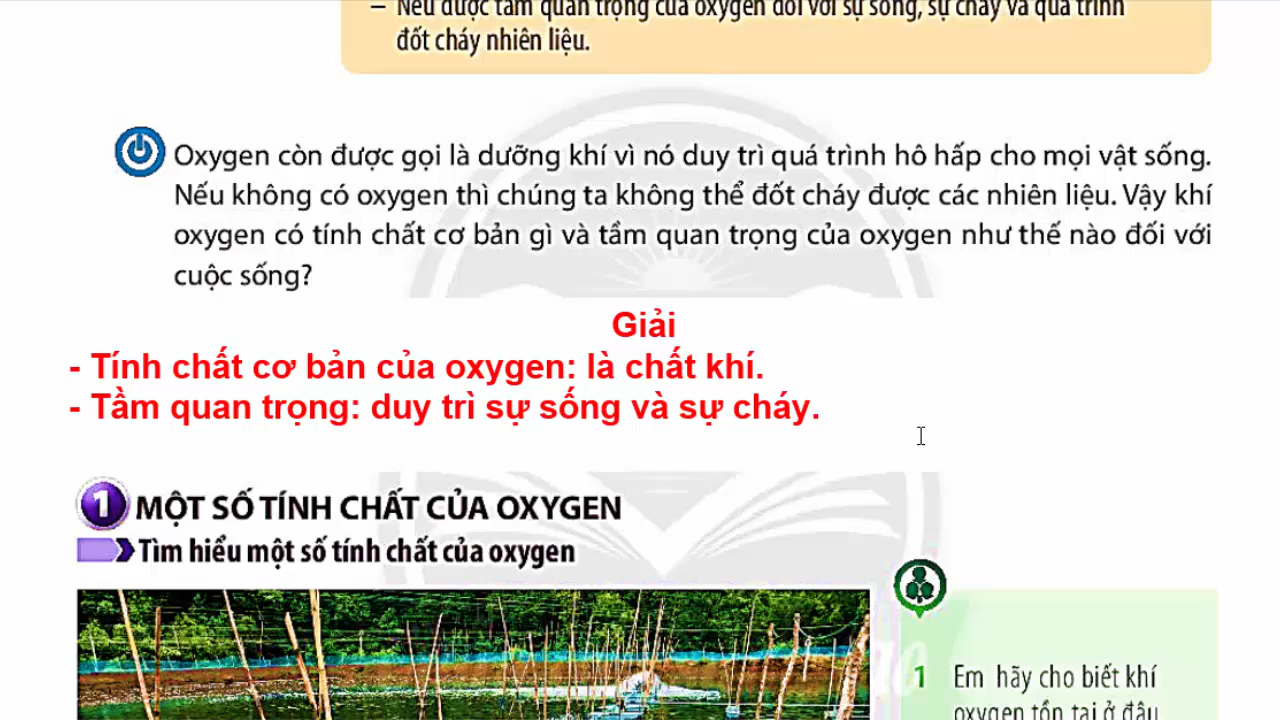 – Nêu được tầm quan trọng của oxygen đối với sự sống, sự cháy và quá trình
đốt cháy nhiên liệu.
Oxygen còn được gọi là dưỡng khí vì nó duy trì quá trình hô hấp cho mọi vật sống.
Nếu không có oxygen thì chúng ta không thể đốt cháy được các nhiên liệu. Vậy khí
oxygen có tính chất cơ bản gì và tầm quan trọng của oxygen như thế nào đối với
cuộc sống?
Giải
- Tính chất cơ bản của oxygen: là chất khí.
- Tầm quan trọng: duy trì sự sống và sự cháy.
1 MỘT SỐ TÍNH CHẤT CỦA OXYGEN
Tìm hiểu một số tính chất của oxygen
1 Em hãy cho biết khí
oxygen tồn tại ở đâu